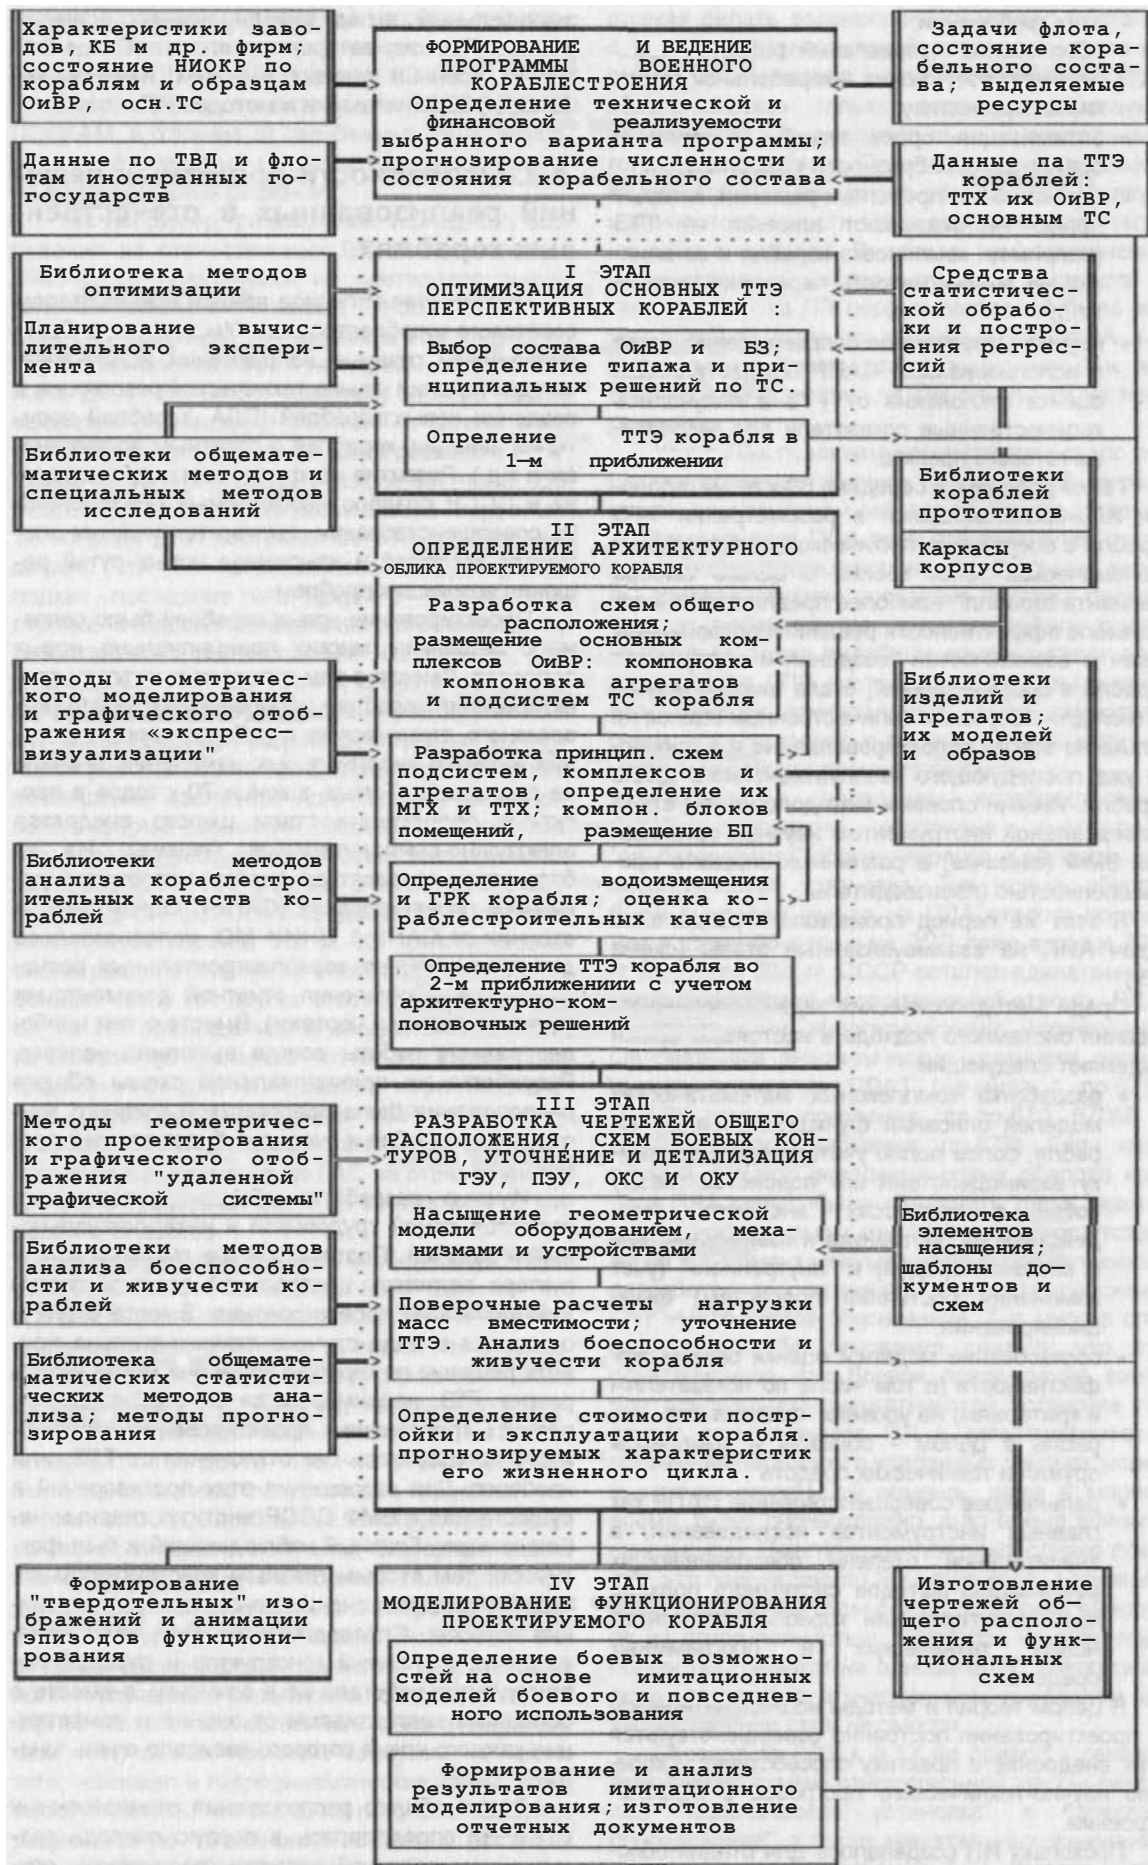 Характеристики заво-
дов, КБ м др. фирм;
состояние НИОКР по
кораблям и образцам
ОиВР и осн.ТС
Данные по ТВД и фло-
там иностранных го-
государств
ФОРМИРОВАНИЕ И ВЕДЕНИЕ
ПРОГРАММЫ ВОЕННОГО
КОРАБЛЕСТРОЕНИЯ
Определение технической и
финансовой реализуемости
выбранного варианта программы;
прогнозирование численности и
состояния корабельного состава
Задачи флота,
состояние кора-
бельного соста-
ва; выделяемые
ресурсы
Данные па ТТЭ
кораблей:
ТТХ их ОиВР,
основным ТС
Библиотека методов
оптимизации
Планирование вычис-
лительного экспери-
мента
I ЭТАП
ОПТИМИЗАЦИЯ ОСНОВНЫХ ТТЭ
ПЕРСПЕКТИВНЫХ КОРАБЛЕЙ :
Выбор состава ОиВР и БЗ;
определение типажа и при-
нципиальных решений по ТС.
Опреление ТТЭ корабля в
1—м приближении
Средства
статистичес-
кой обработ-
ки и постро-
ения регрес-
сий
Библиотеки общемате-
матических методов и
специальных методов
исследований
Библиотеки
кораблей
прототипов
Каркасы
корпусов
II ЭТАП
ОПРЕДЕЛЕНИЕ АРХИТЕКТУРНОГО
ОБЛИКА ПРОЕКТИРУЕМОГО КОРАБЛЯ
Разработка схем общего
расположения;
размещение основных ком-
плексов ОиВР: компоновка
компоновка агрегатов
и подсистем ТС корабля
Методы геометричес-
кого моделирования
и графического отоб-
ражения «экспресс—
визуализации"
Библиотеки
изделий и
агрегатов;
их моделей
и образов
Разработка принцип. схем
подсистем, комплексов и
агрегатов, определение их
МГХ и ТТХ; компан. блоков
помещений, размещение БП
Библиотеки методов
анализа кораблестро-
ительных качеств ко-
раблей
Определение водоизмещения
и ГРК корабля; оценка ко-
раблестроительных качеств
Определение ТТЭ корабля во
2-м приближениии с учетом
архитектурно-ком-
поновочных решений
Методы геометричес-
кого проектирования
и графического отоб-
ражения "удаленной
графической системы"
III ЭТАП
РАЗРАБОТКА ЧЕРТЕЖЕЙ ОБЩЕГО
РАСПОЛОЖЕНИЯ, СХЕМ БОЕВЫХ КОН-
ТУРОВ, УТОЧНЕНИЕ И ДЕТАЛИЗАЦИЯ
ГЭУ, ПЭУ, ОКС И ОКУ
Насыщение геометрической
модели оборудованием, меха-
низмами и устройствами
Библиотека
элементов
насыщения;
шаблоны до-
кументов и
схем
Библиотеки методов
анализа боеспособно-
сти и живучести ко-
раблей
Поверочные расчеты нагрузки
масс вместимости; уточнение
ТТЭ Анализ боеспособности и
живучести корабля
Библиотека общемате-
матических статисти-
ческих методов ана-
лиза; методы прогно-
зирования
Определение стоимости постр-
ойки и эксплуатации корабля.
прогнозируемых характеристик
его жизненного цикла.
Формирование
"твердотельных" изо-
бражений и анимации
эпизодов функциони—
рования
IV ЭТАП
МОДЕЛИРОВАНИЕ ФУНКЦИОНИРОВАНИЯ
ПРОЕКТИРУЕМОГО КОРАБЛЯ
Определение боевых возможно-
стей на основе имитационных
моделей боевого и повседнев-
ного использования
Изготовление
чертежей об—
щего располо-
жения и функ—
циональных
схем
Формирование и анализ
результатов имитационного
моделирования; изготовление
отчетных документов